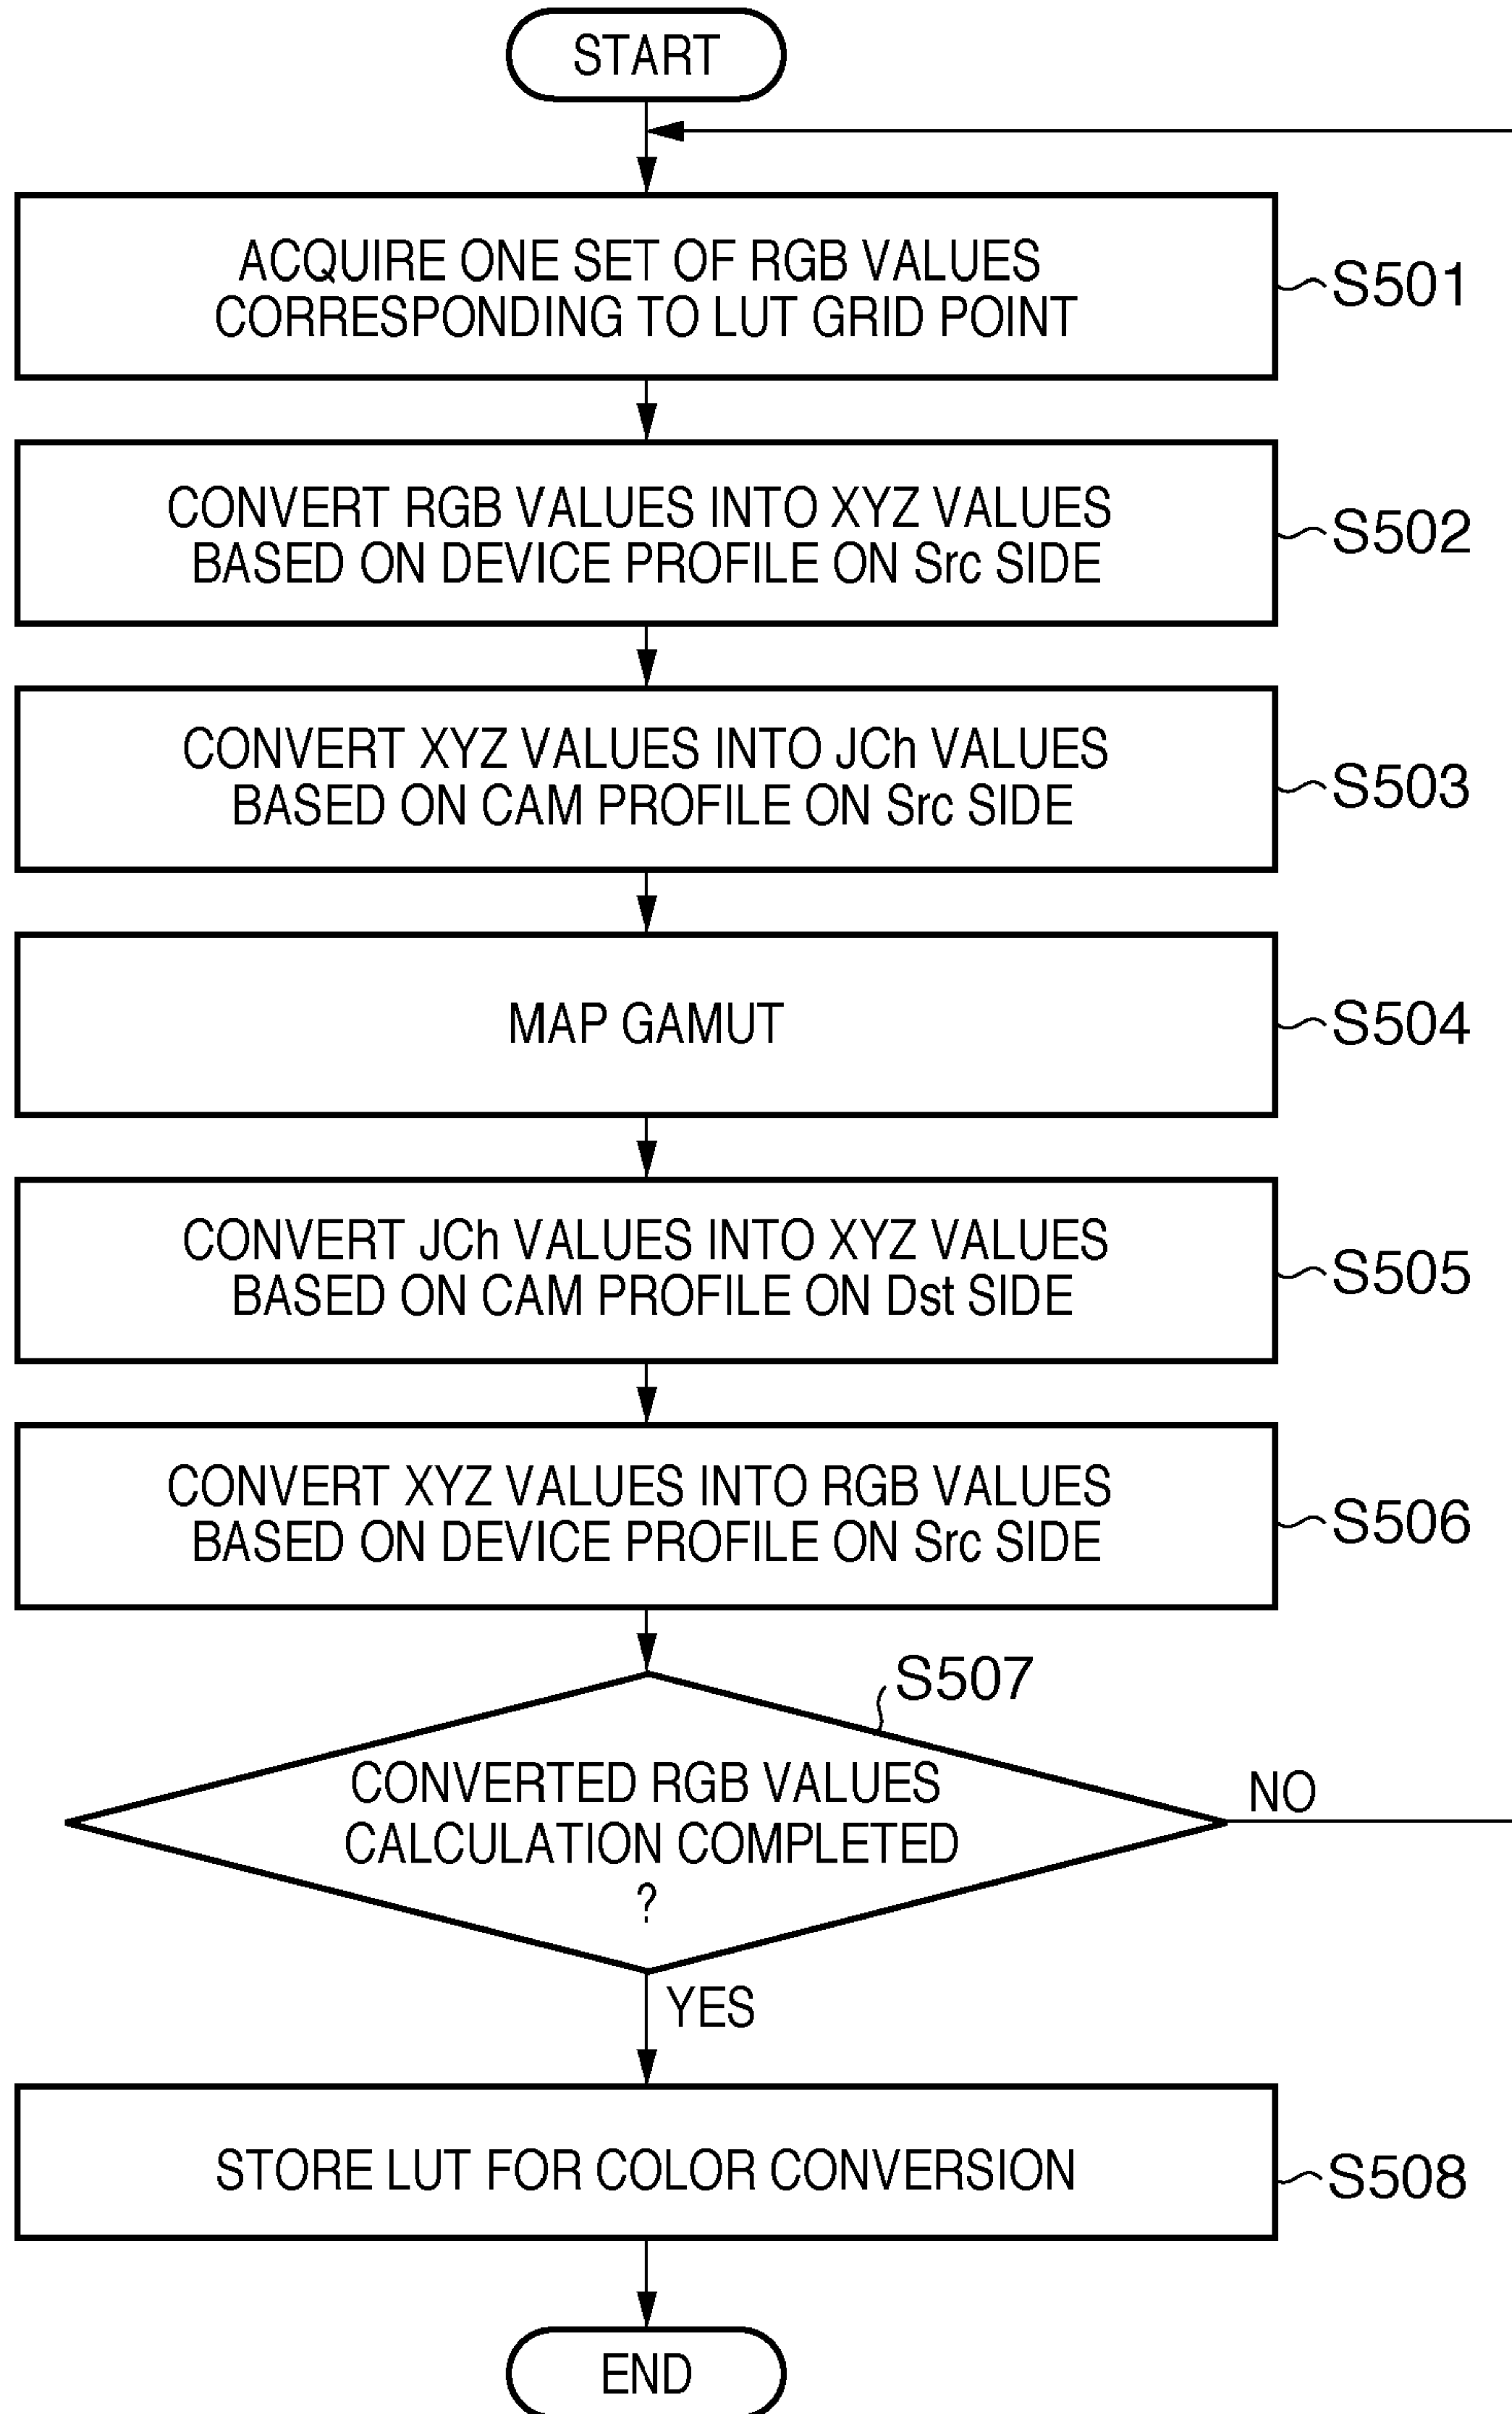 START
ACQUIRE ONE SET OF RGB VALUES
CORRESPONDING TO LUT GRID POINT
S501
CONVERT RGB VALUES INTO XYZ VALUES
BASED ON DEVICE PROFILE ON Src SIDE
S502
CONVERT XYZ VALUES INTO JCh VALUES
BASED ON CAM PROFILE ON Src SIDE
S503
MAP GAMUT
S504
CONVERT JCh VALUES INTO XYZ VALUES
BASED ON CAM PROFILE ON Dst SIDE
S505
CONVERT XYZ VALUES INTO RGB VALUES
BASED ON DEVICE PROFILE ON Src SIDE
S506
S507
CONVERTED RGB VALUES
CALCULATION COMPLETED
?
NO
YES
STORE LUT FOR COLOR CONVERSION
S508
END